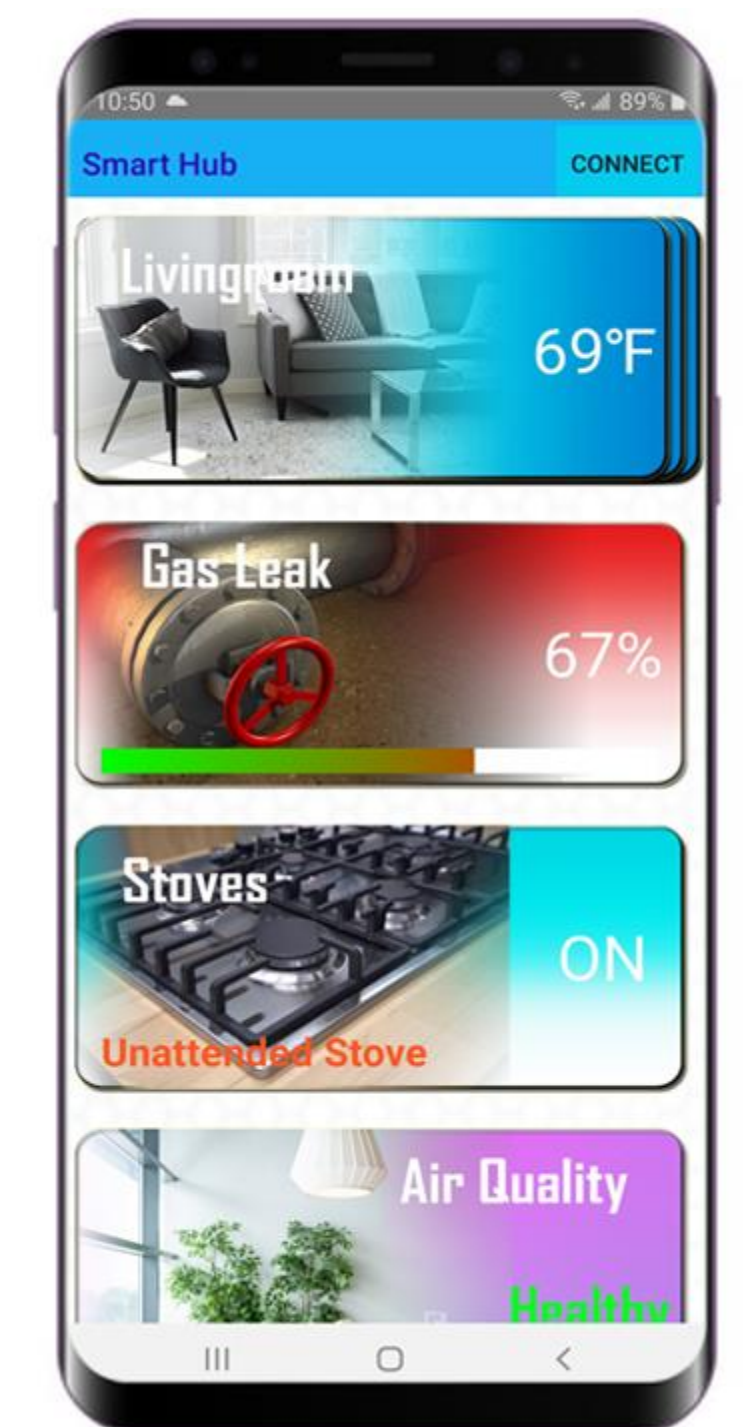 10:50
89%
Smart Hub
CONNECT
Livingroom
69°F
Gas Leak
67%
Stoves
ON
Unattended Stove
Air Quality
Healthy